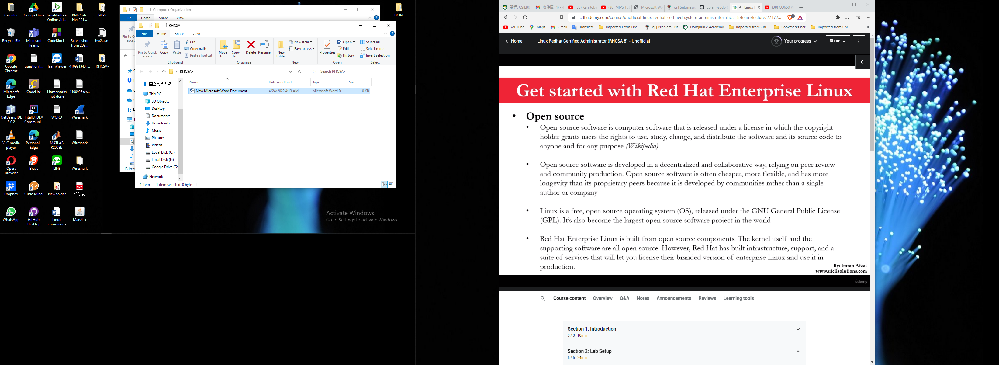 Calculus
Google Drive
SaveMedia - Online vid...
KMSAuto Net 201...
MIPS
DCIM
Recycle Bin
Microsoft Teams
CodeBlocks
Screenshot from 202...
hw2.asm
Google Chrome
question1...
TeamViewer
410921343_...
RHCSA-
Microsoft Edge
CodeLite
Homeworks not done
1100926ser...
NetBeans IDE 8.0.2
IntelliJ IDEA Communi...
WORD
Wireshark
VLC media player
Personal - Edge
MATLAB R2008b
Wireshark
Opera Browser
Brave
LINE
Wireshark
Dropbox
Cudo Miner
New folder
時刻表
WhatsApp
GitHub Desktop
Linux commands
Mars4_5
Computer Organization
File Home Share View
Pin to Quick access
13 item
RHCSA-
File Home Share View
Pin to Quick access
Copy
Paste
Cut
Copy path
Paste shortcut
Move to
Copy to
Delete
Rename
New folder
New item
Easy access
Properties
Open
Edit
History
Select all
Select none
Invert selection
Clipboard Organize New Open Select
RHCSA-
Search RHCSA-
Name Date modified Type Size
New Microsoft Word Document 4/24/2022 4:13 AM Microsoft Word D... 0 KB
國立東華大學
This PC
3D Objects
Desktop
Documents
Downloads
Music
Pictures
Videos
Local Disk (C:)
Local Disk (E:)
Google Drive (G:
Network
1 item 1 item selected 0 bytes
Activate Windows
Go to Settings to activate Windows.
課程: CSIEB0
收件匣 (4) - 4
(38) Kari Jobe
(38) MIPS Tut
Microsoft Wo
oj | Submissi
colani-sudo
Linux
(38) CO650 W
icdf.udemy.com/course/unofficial-linux-redhat-certified-system-administrator-rhcsa-8/learn/lecture/27172...
YouTube Maps Gmail Translate Imported From Fire... oj | Problem List Donghua e Academy Imported from Chr... Bookmarks bar Imported from Chr...
Home Linux Redhat Certified Administrator (RHCSA 8) - Unofficial Your progress Share
Get started with Red Hat Enterprise Linux
• Open source
• Open-source software is computer software that is released under a license in which the copyright
holder grants users the rights to use, study, change, and distribute the software and its source code to
anyone and for any purpose (Wikipedia)
• Open source software is developed in a decentralized and collaborative way, relying on peer review
and community production. Open source software is often cheaper, more flexible, and has more
longevity than its proprietary peers because it is developed by communities rather than a single
author or company
• Linux is a free, open source operating system (OS), released under the GNU General Public License
(GPL). It's also become the largest open source software project in the world
• Red Hat Enterprise Linux is built from open source components. The kernel itself and the
supporting software are all open source. However, Red Hat has built infrastructure, support, and a
suite of services that will let you license their branded version of enterprise Linux and use it in
production.
By: Imran Afzal
www.utclisolutions.com
ûdemy
Course content Overview Q&A Notes Announcements Reviews Learning tools
Section 1: Introduction
3 / 3 | 10min
Section 2: Lab Setup
6 / 6 | 24min